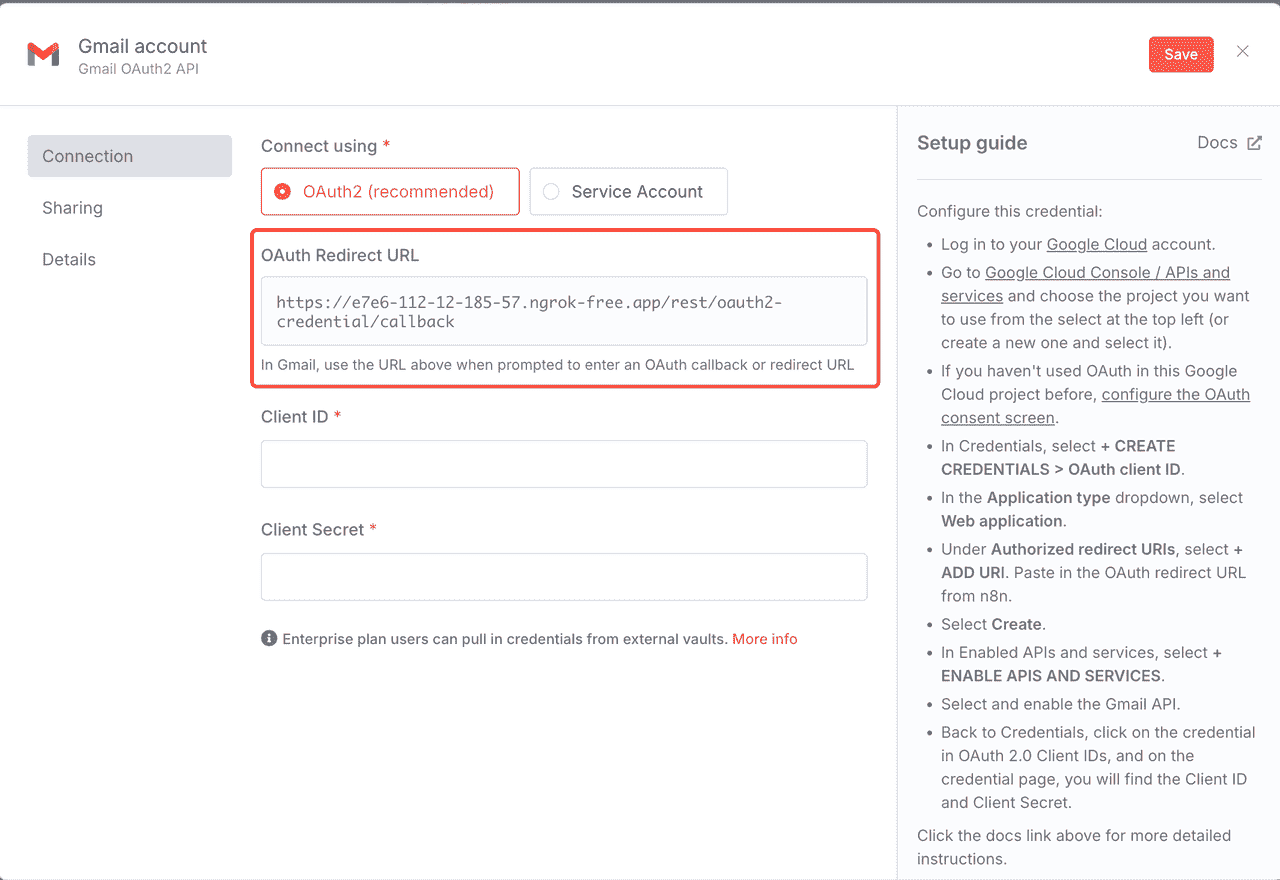 Gmail account
Gmail OAuth2 API
Save
Connection
Sharing
Details
Connect using *
OAuth2 (recommended)
Service Account
OAuth Redirect URL
https://e7e6-112-12-185-57.ngrok-free.app/rest/oauth2-
credential/callback
In Gmail, use the URL above when prompted to enter an OAuth callback or redirect URL
Client ID *
Client Secret *
Enterprise plan users can pull in credentials from external vaults. More info
Setup guide
Docs
Configure this credential:
• Log in to your Google Cloud account.
• Go to Google Cloud Console / APIs and
services and choose the project you want
to use from the select at the top left (or
create a new one and select it).
• If you haven't used OAuth in this Google
Cloud project before, configure the OAuth
consent screen.
• In Credentials, select + CREATE
CREDENTIALS > OAuth client ID.
• In the Application type dropdown, select
Web application.
• Under Authorized redirect URIs, select +
ADD URI. Paste in the OAuth redirect URL
from n8n.
• Select Create.
• In Enabled APIs and services, select +
ENABLE APIS AND SERVICES.
• Select and enable the Gmail API.
• Back to Credentials, click on the credential
in OAuth 2.0 Client IDs, and on the
credential page, you will find the Client ID
and Client Secret.
Click the docs link above for more detailed
instructions.